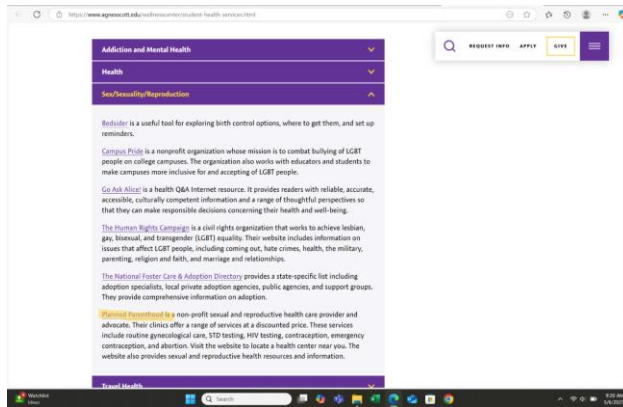 https://www.agnesscott.edu/wellnesscenter/student-health-services.html
Addiction and Mental Health
REQUEST INFO APPLY GIVE
Health
Sex/Sexuality/Reproduction
Bedsider is a useful tool for exploring birth control options, where to get them, and set up
reminders.
Campus Pride is a nonprofit organization whose mission is to combat bullying of LGBT
people on college campuses. The organization also works with educators and students to
make campuses more inclusive for and accepting of LGBT people.
Go Ask Alice! is a health Q&A Internet resource. It provides readers with reliable, accurate,
accessible, culturally competent information and a range of thoughtful perspectives so
that they can make responsible decisions concerning their health and well-being.
The Human Rights Campaign is a civil rights organization that works to achieve lesbian,
gay, bisexual, and transgender (LGBT) equality. Their website includes information on
issues that affect LGBT people, including coming out, hate crimes, health, the military,
parenting, religion and faith, and marriage and relationships.
The National Foster Care & Adoption Directory provides a state-specific list including
adoption specialists, local private adoption agencies, public agencies, and support groups.
They provide comprehensive information on adoption.
Planned Parenthood is a non-profit sexual and reproductive health care provider and
advocate. Their clinics offer a range of services at a discounted price. These services
include routine gynecological care, STD testing, HIV testing, contraception, emergency
contraception, and abortion. Visit the website to locate a health center near you. The
website also provides sexual and reproductive health resources and information.
Travel Health
Watchlist
Ideas
Search
9:20 AM